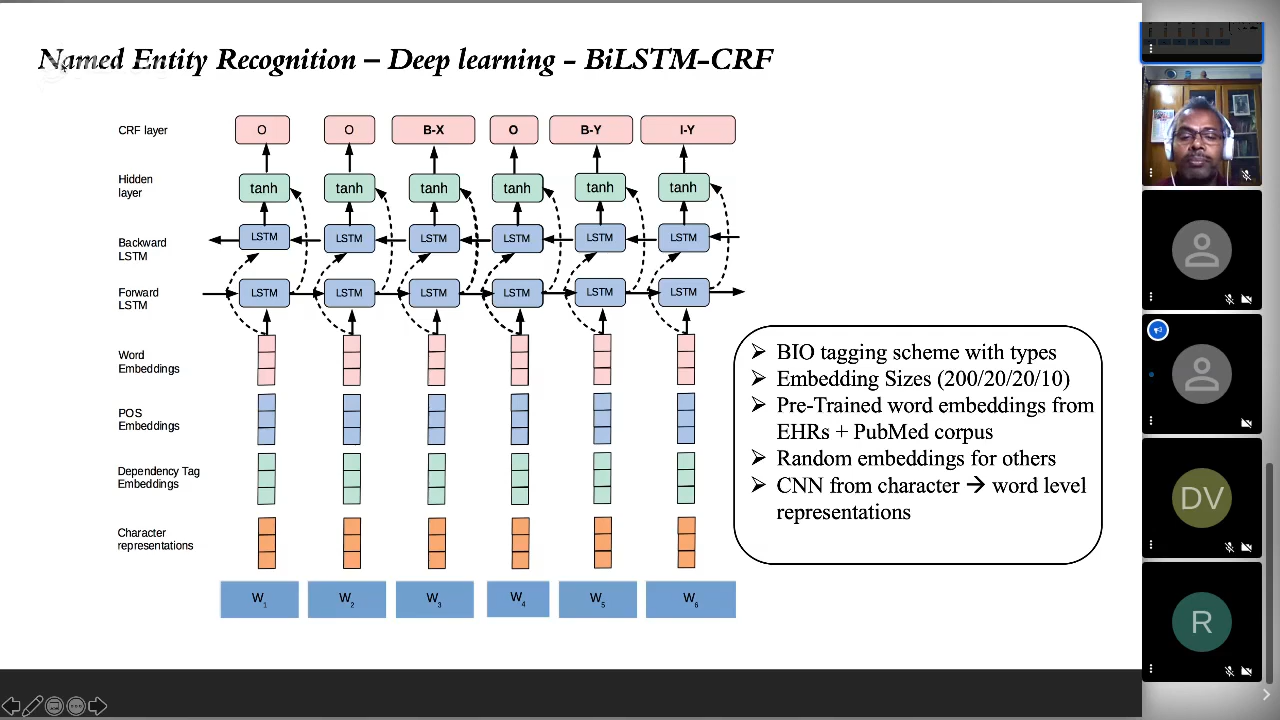 Named Entity Recognition – Deep learning - BiLSTM-CRF
CRF layer
O O B-X O B-Y I-Y
Hidden
layer
tanh tanh tanh tanh tanh tanh
Backward
LSTM
LSTM LSTM LSTM LSTM LSTM LSTM
Forward
LSTM
LSTM LSTM LSTM LSTM LSTM LSTM
Word
Embeddings
POS
Embeddings
Dependency Tag
Embeddings
Character
representations
W1 W2 W3 W4 W5 W6
➢ BIO tagging scheme with types
➢ Embedding Sizes (200/20/20/10)
➢ Pre-Trained word embeddings from
EHRs + PubMed corpus
➢ Random embeddings for others
➢ CNN from character → word level
representations
DV
R